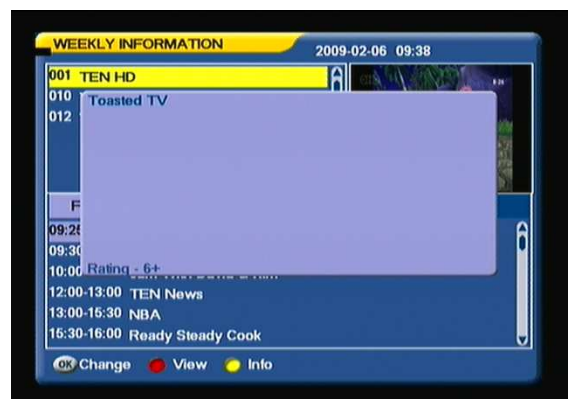 WEEKLY INFORMATION
2009-02-06 09:38
001 TEN HD
010
012
Toasted TV
F
09:25
09:30
10:00
Rating - 6+
12:00-13:00 TEN News
13:00-15:30 NBA
15:30-16:00 Ready Steady Cook
OK Change View Info